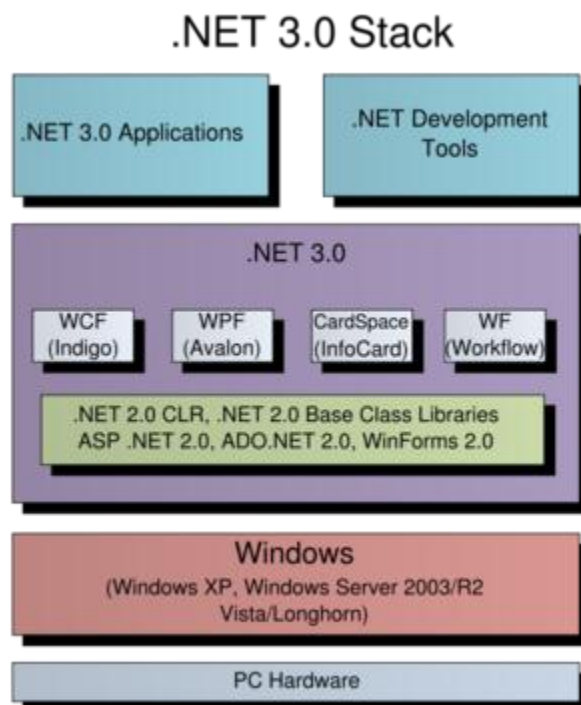 .NET 3.0 Stack
.NET 3.0 Applications
.NET Development
Tools
.NET 3.0
WCF
(Indigo)
WPF
(Avalon)
CardSpace
(InfoCard)
WF
(Workflow)
.NET 2.0 CLR, .NET 2.0 Base Class Libraries
ASP .NET 2.0, ADO.NET 2.0, WinForms 2.0
Windows
(Windows XP, Windows Server 2003/R2
Vista/Longhorn)
PC Hardware